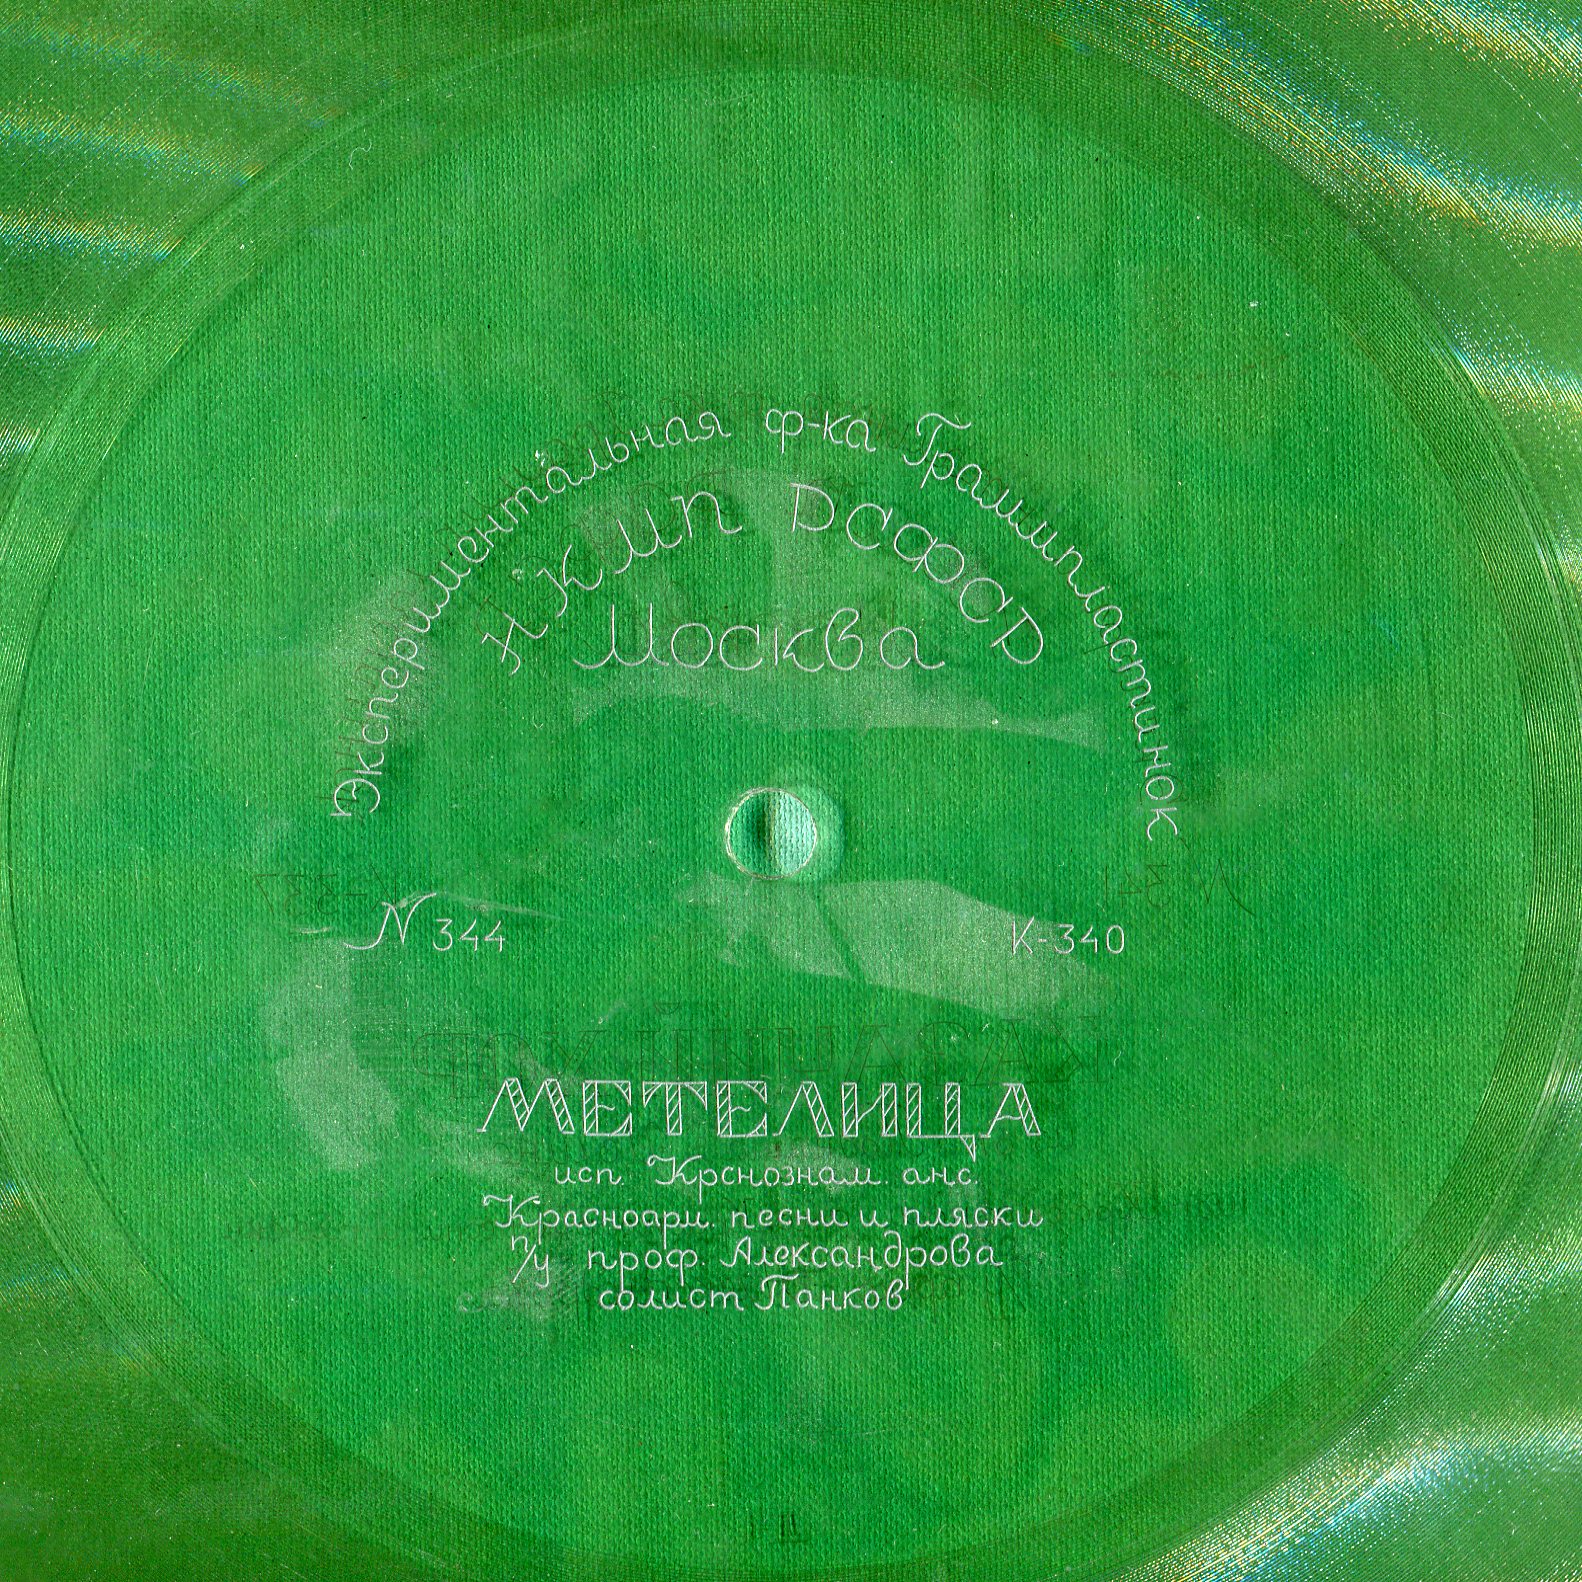 Экспериментальная ф-ка Грампластинок
НКМП РСФСР
Москва
N 344 К-340
МЕТЕЛИЦА
исп. Крснознам. анс.
Красноарм. песни и пляски
п/у проф. Александрова
солист Панков